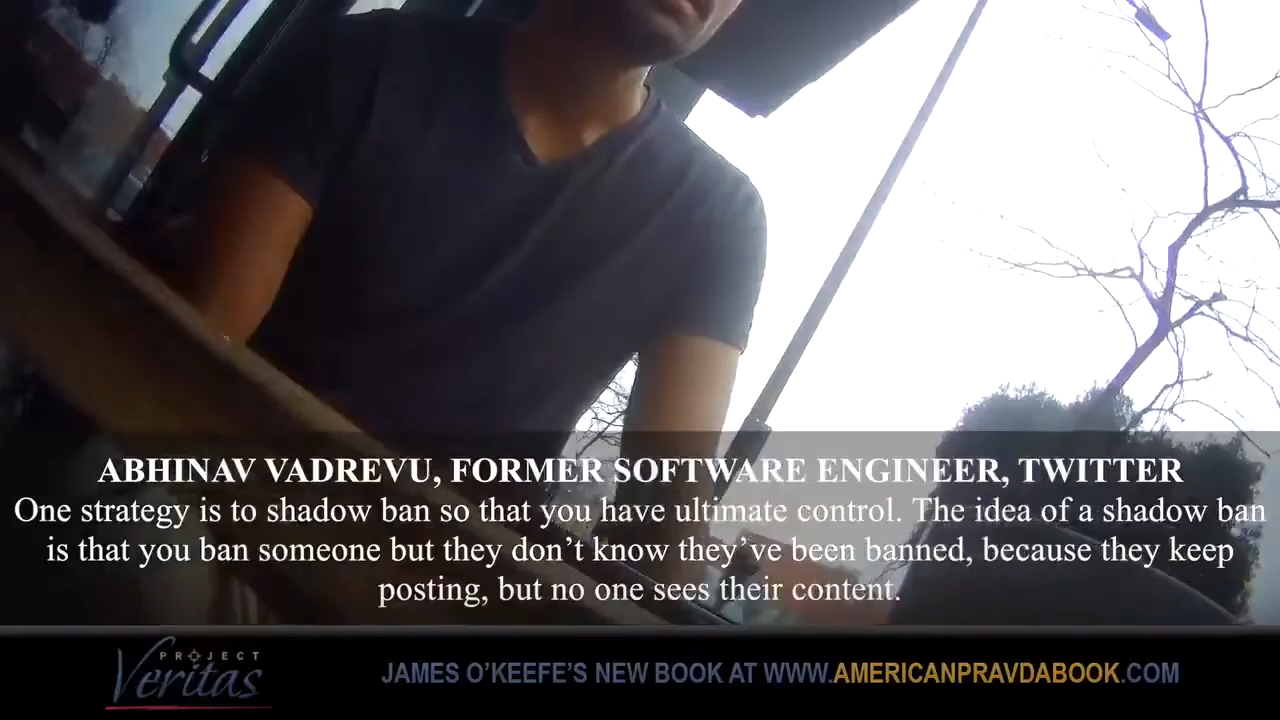 ABHINAV VADREVU, FORMER SOFTWARE ENGINEER, TWITTER
One strategy is to shadow ban so that you have ultimate control. The idea of a shadow ban
is that you ban someone but they don’t know they’ve been banned, because they keep
posting, but no one sees their content.
PROJECT
Veritas
JAMES O’KEEFE’S NEW BOOK AT WWW.AMERICANPRAVDABOOK.COM